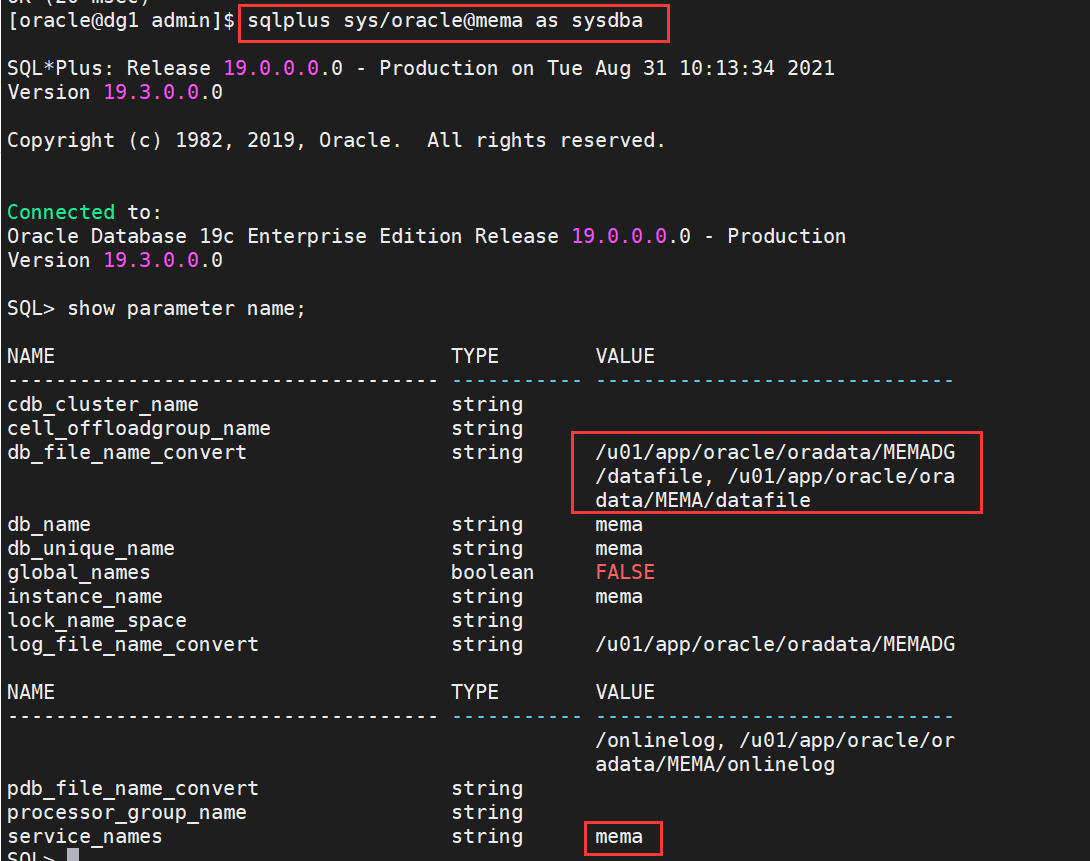 [oracle@dg1 admin]$ sqlplus sys/oracle@mema as sysdba
SQL*Plus: Release 19.0.0.0.0 - Production on Tue Aug 31 10:13:34 2021
Version 19.3.0.0.0
Copyright (c) 1982, 2019, Oracle.  All rights reserved.
Connected to:
Oracle Database 19c Enterprise Edition Release 19.0.0.0.0 - Production
Version 19.3.0.0.0
SQL> show parameter name;
NAME                                 TYPE        VALUE
------------------------------------ ----------- ------------------------------
cdb_cluster_name                     string
cell_offloadgroup_name               string
db_file_name_convert                 string      /u01/app/oracle/oradata/MEMADG
                                                 /datafile, /u01/app/oracle/ora
                                                 data/MEMA/datafile
db_name                              string      mema
db_unique_name                       string      mema
global_names                         boolean     FALSE
instance_name                        string      mema
lock_name_space                      string
log_file_name_convert                string      /u01/app/oracle/oradata/MEMADG
NAME                                 TYPE        VALUE
------------------------------------ ----------- ------------------------------
                                                 /onlinelog, /u01/app/oracle/or
                                                 adata/MEMA/onlinelog
pdb_file_name_convert                string
processor_group_name                 string
service_names                        string      mema
SQL>